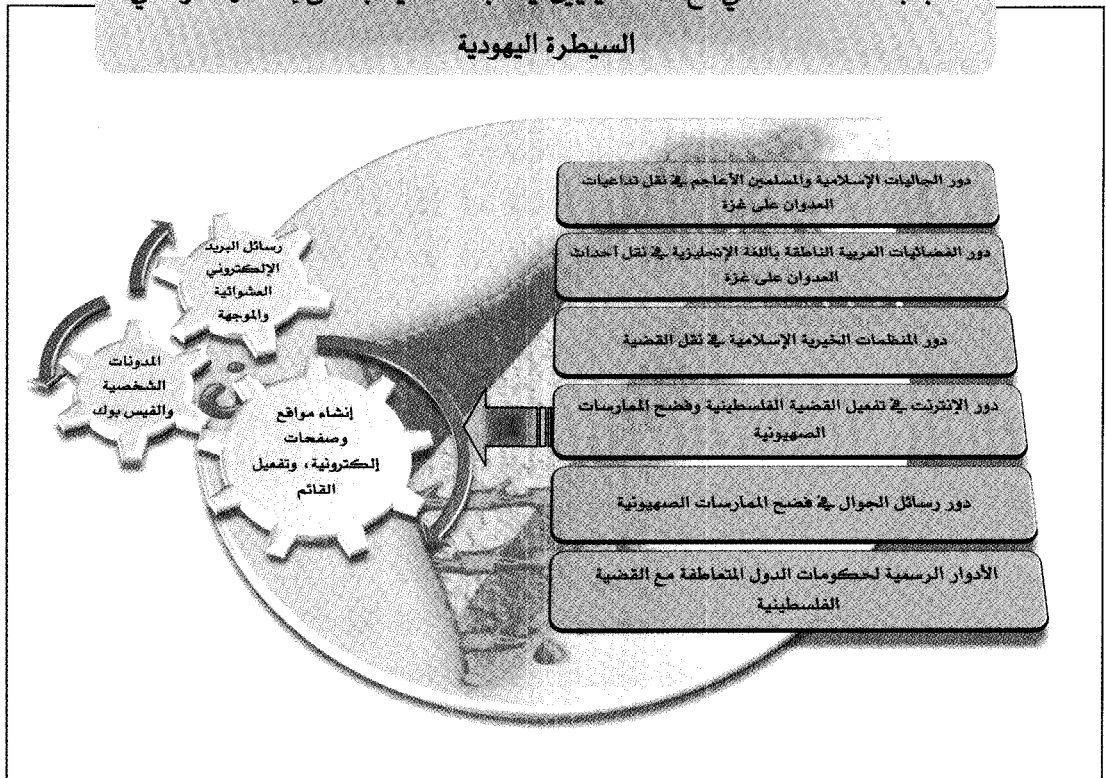 السيطرة اليهودية
دور الجاليات الإسلامية والمسلمين الأعاجم في نقل تداعيات
العدوان على غزة
دور الفضائيات العربية الناطقة باللغة الإنجليزية في نقل أحداث
العدوان على غزة
دور المنظمات الخيرية الإسلامية في نقل القضية
دور الإنترنت في تفعيل القضية الفلسطينية وفضح الممارسات
الصهيونية
دور رسائل الجوال في فضح الممارسات الصهيونية
الأدوار الرسمية لحكومات الدول المتعاطفة مع القضية
الفلسطينية
رسائل البريد
الإلكتروني
العشوائية
والموجهة
المدونات
الشخصية
والفيس بوك
إنشاء مواقع
وصفحات
إلكترونية، وتفعيل
القائم